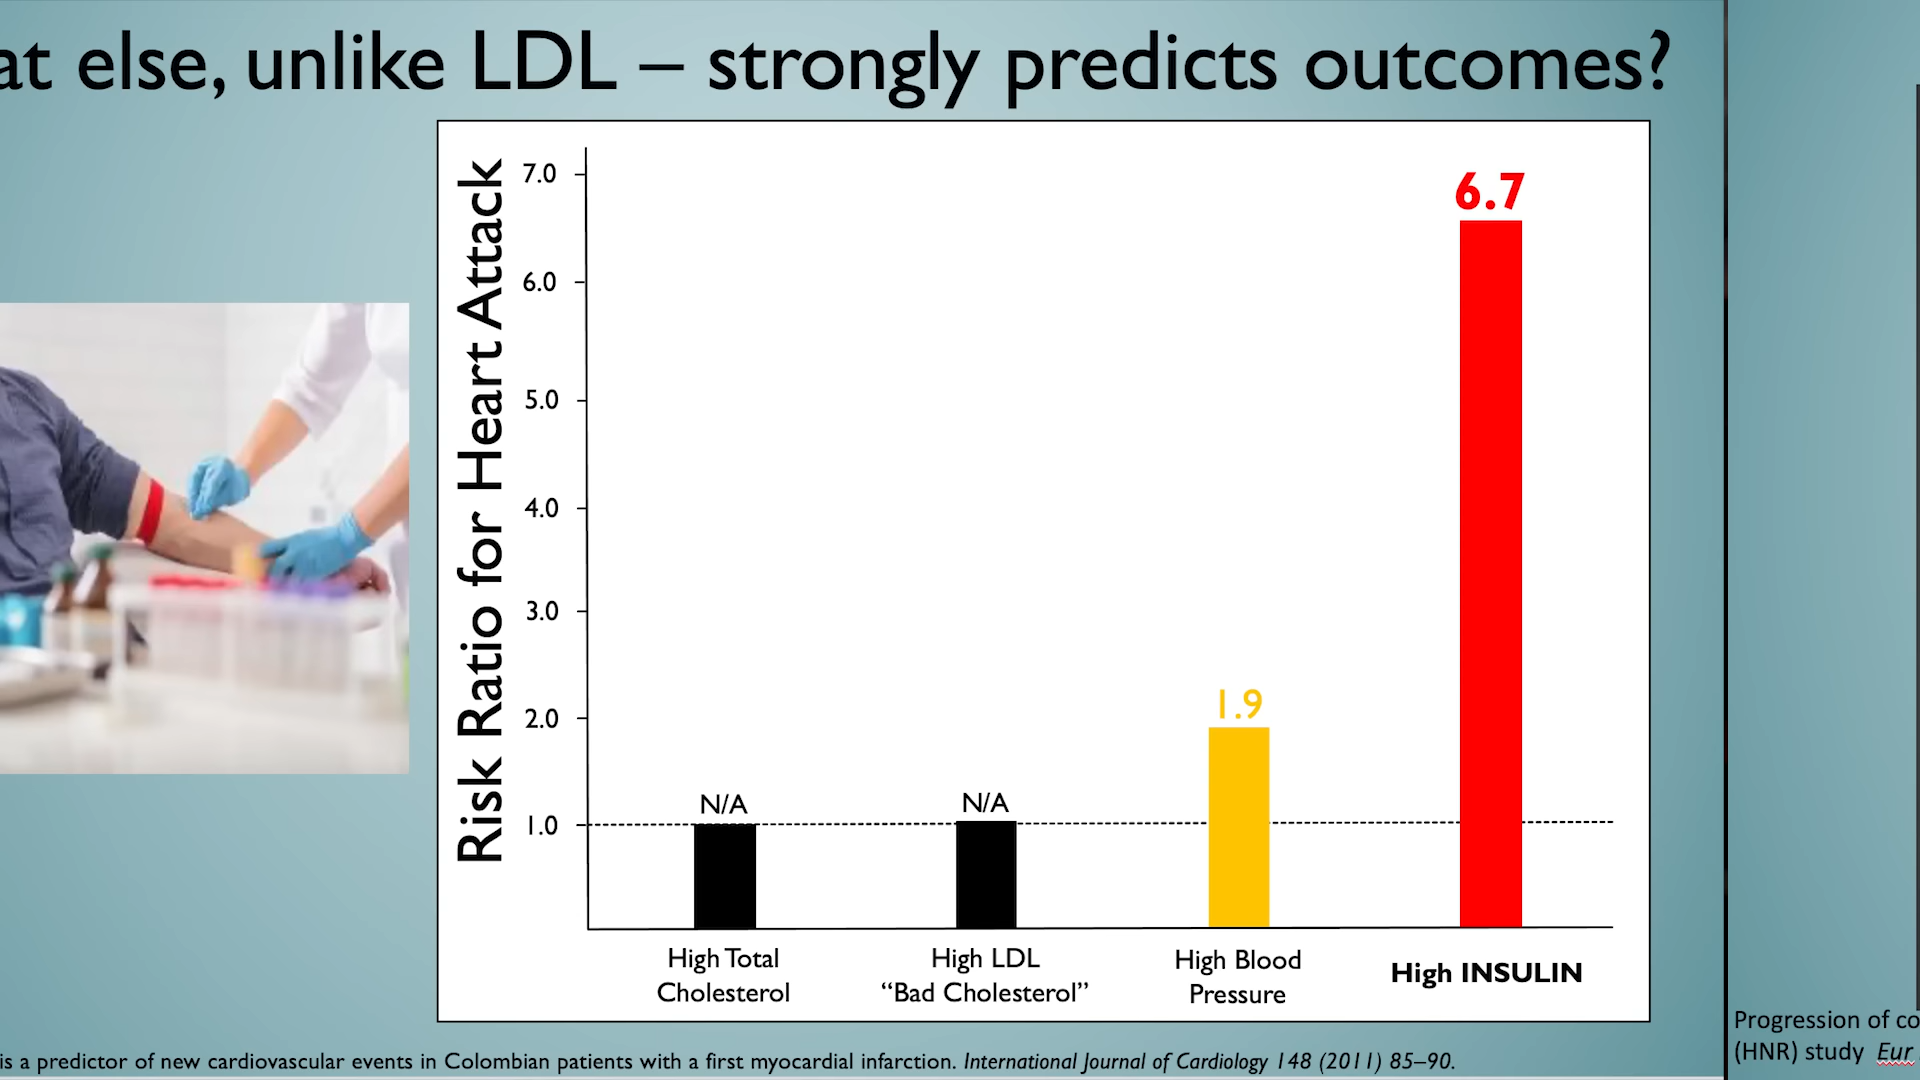 at else, unlike LDL – strongly predicts outcomes?
Risk Ratio for Heart Attack
7.0
6.0
5.0
4.0
3.0
2.0
1.0
N/A
N/A
1.9
6.7
High Total
Cholesterol
High LDL
“Bad Cholesterol”
High Blood
Pressure
High INSULIN
is a predictor of new cardiovascular events in Colombian patients with a first myocardial infarction. International Journal of Cardiology 148 (2011) 85–90.
Progression of co
(HNR) study Eur